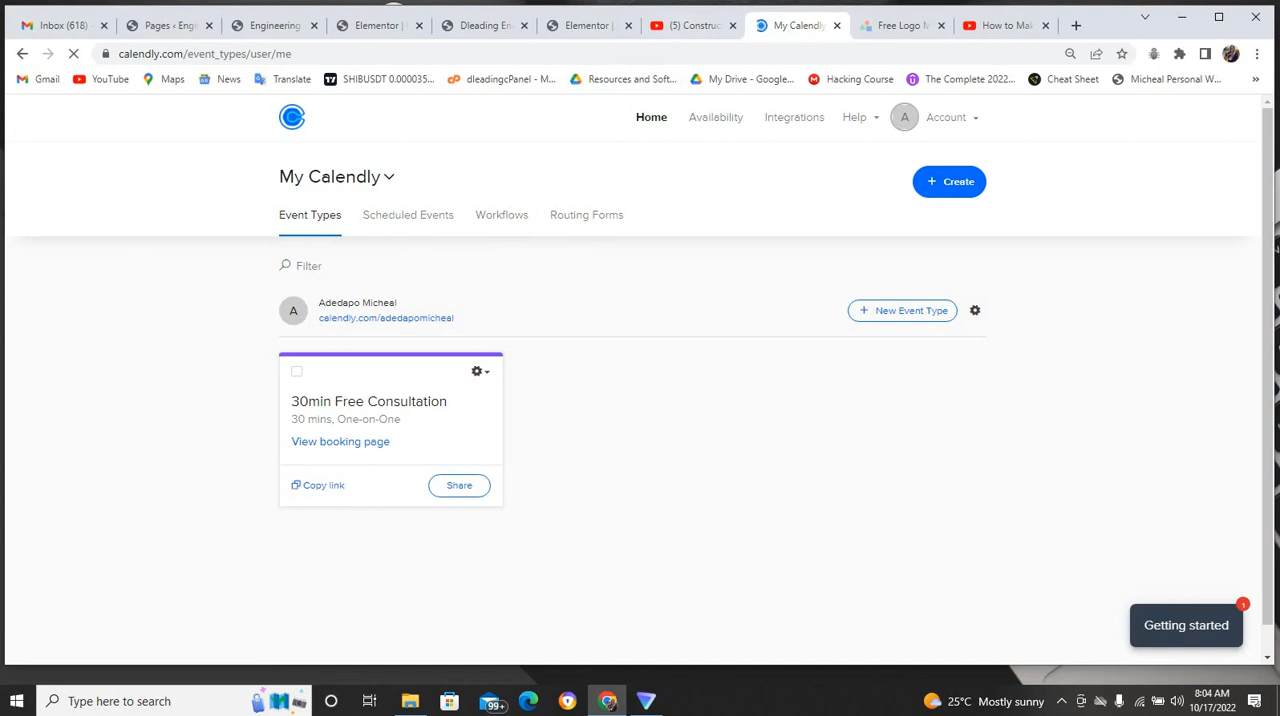 Inbox (618)
Pages ‹ Engi
Engineering
Elementor |
Dleading En
Elementor |
(5) Construc
My Calendly
Free Logo M
How to Mak
calendly.com/event_types/user/me
Gmail
YouTube
Maps
News
Translate
SHIBUSDT 0.000035...
dleadingcPanel - M...
Resources and Soft...
My Drive - Google...
Hacking Course
The Complete 2022...
Cheat Sheet
Micheal Personal W...
»
Home
Availability
Integrations
Help
A
Account
My Calendly
+ Create
Event Types
Scheduled Events
Workflows
Routing Forms
Filter
A
Adedapo Micheal
calendly.com/adedapomicheal
+ New Event Type
30min Free Consultation
30 mins, One-on-One
View booking page
Copy link
Share
1
Getting started
Type here to search
99+
25°C Mostly sunny
8:04 AM
10/17/2022